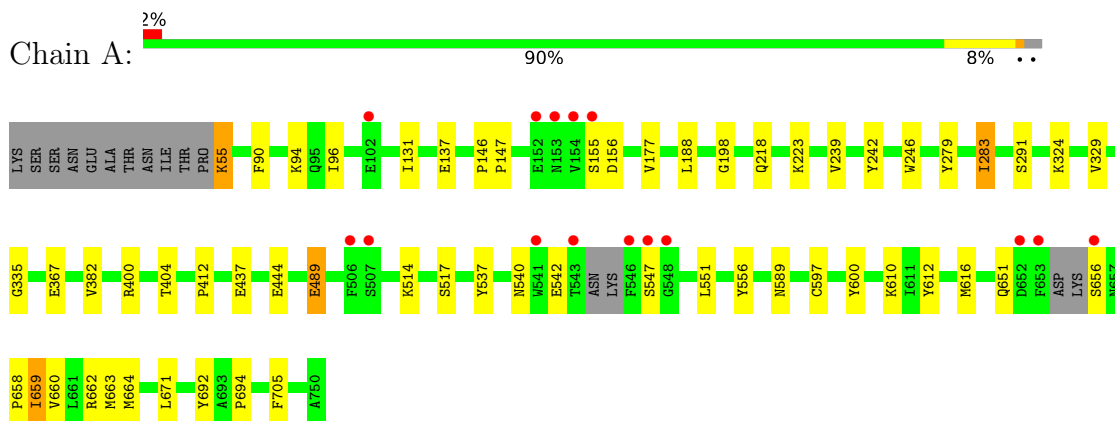 2%
Chain A:
90% 8% • •
LYS SER SER ASN GLU ALA THR ASN ILE THR PRO K55 F90 K94 Q95 I96 E102 I131 E137 P146 P147 E152 N153 V154 S155 D156 V177 L188 G198 Q218 K223 V239 Y242 W246 Y279 I283 S291 K324 V329
G335 E367 V382 R400 T404 P412 E437 E444 E489 F506 S507 K514 S517 Y537 N540 W541 E542 T543 ASN LYS F546 S547 G548 L551 Y556 N589 C597 Y600 K610 I611 Y612 M616 Q651 D652 F653 ASP LYS S656 N657
P658 I659 V660 L661 R662 M663 M664 L671 Y692 A693 P694 F705 A750